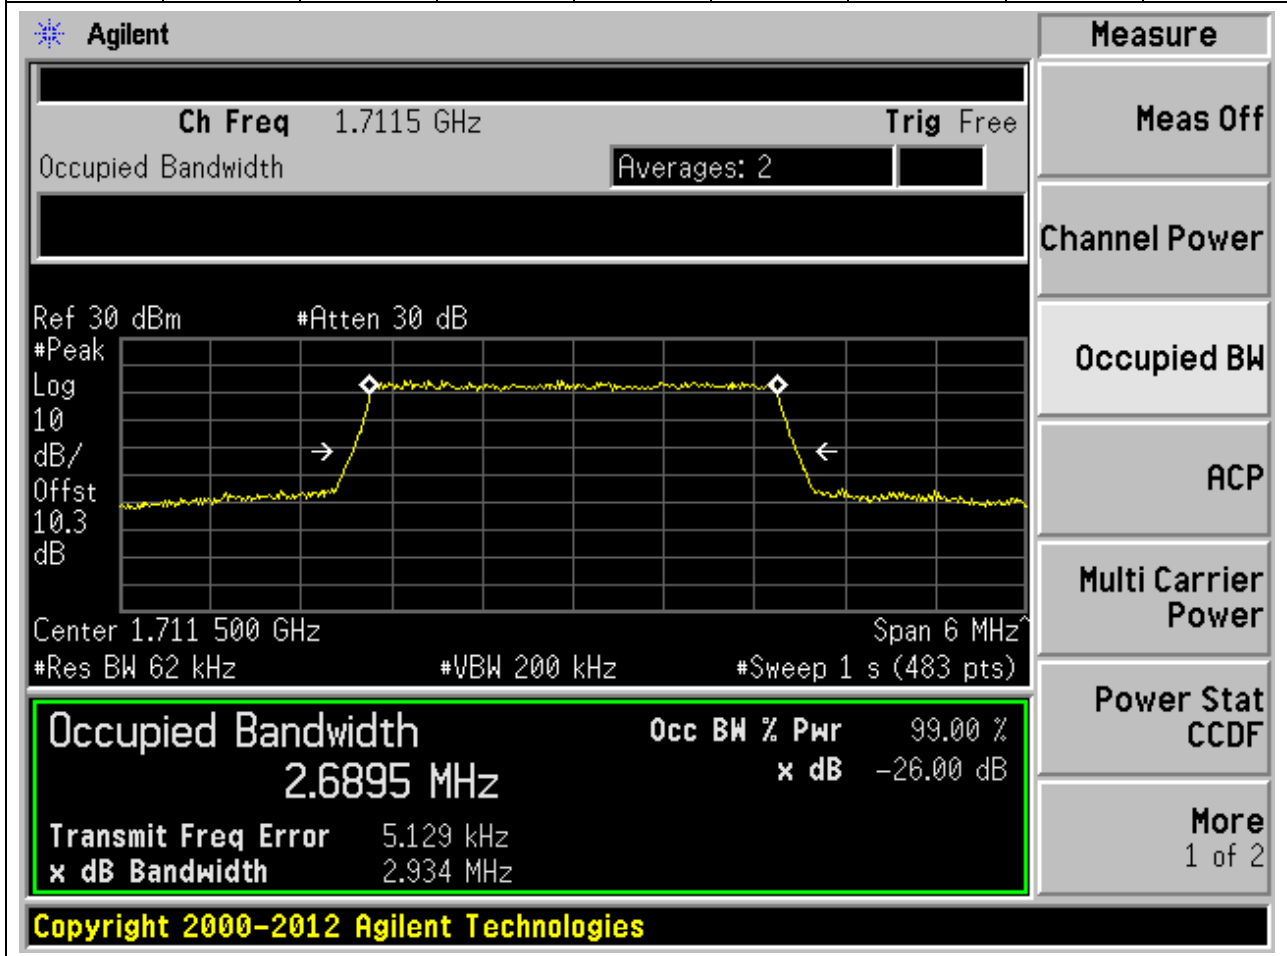 Agilent
Measure
Ch Freq 1.7115 GHz Trig Free
Occupied Bandwidth Averages: 2
Meas Off
Channel Power
Occupied BW
ACP
Multi Carrier
Power
Power Stat
CCDF
More
1 of 2
Ref 30 dBm #Atten 30 dB
#Peak
Log
10
dB/
Offst
10.3
dB
Center 1.711 500 GHz Span 6 MHz^
#Res BW 62 kHz #VBW 200 kHz #Sweep 1 s (483 pts)
Occupied Bandwidth Occ BW % Pwr 99.00 %
2.6895 MHz x dB -26.00 dB
Transmit Freq Error 5.129 kHz
x dB Bandwidth 2.934 MHz
Copyright 2000-2012 Agilent Technologies